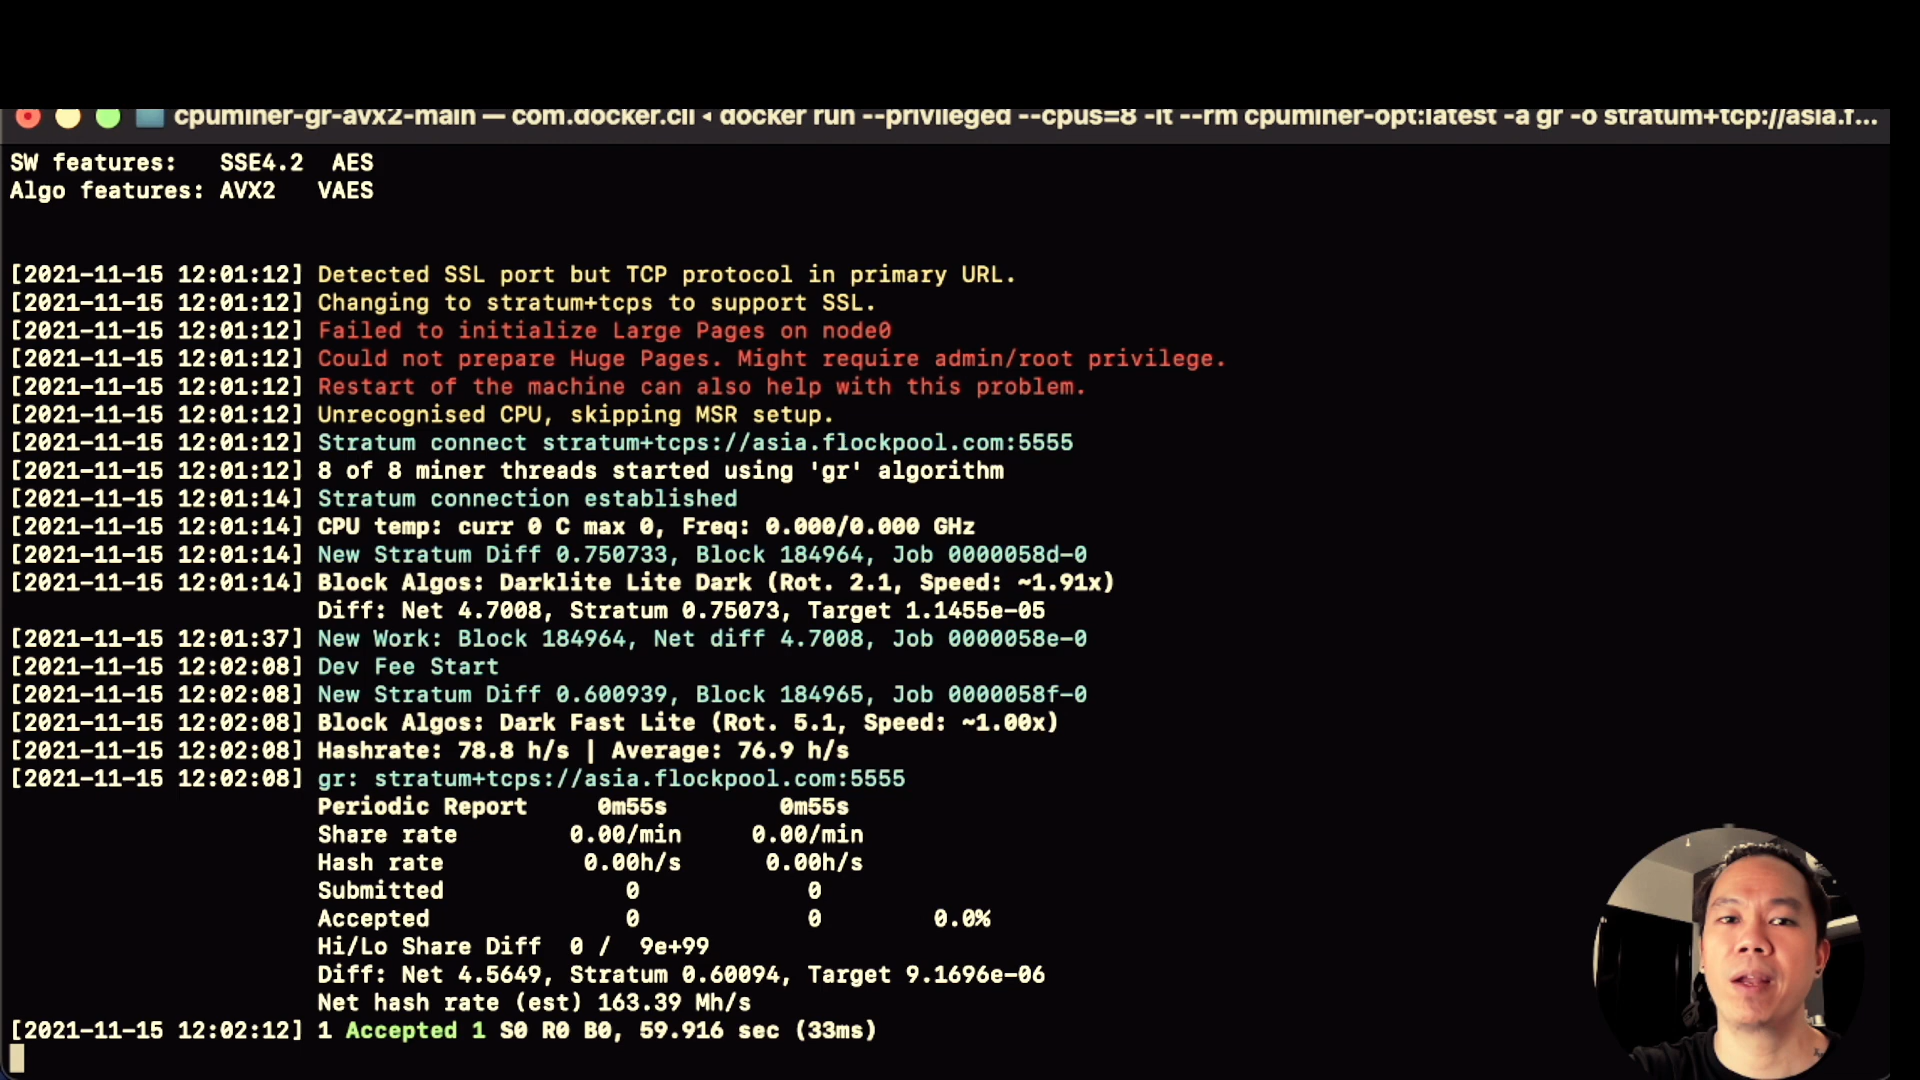 cpuminer-gr-avx2-main — com.docker.cli ◂ docker run --privileged --cpus=8 -it --rm cpuminer-opt:latest -a gr -o stratum+tcp://asia.f...
SW features: SSE4.2 AES
Algo features: AVX2 VAES
[2021-11-15 12:01:12] Detected SSL port but TCP protocol in primary URL.
[2021-11-15 12:01:12] Changing to stratum+tcps to support SSL.
[2021-11-15 12:01:12] Failed to initialize Large Pages on node0
[2021-11-15 12:01:12] Could not prepare Huge Pages. Might require admin/root privilege.
[2021-11-15 12:01:12] Restart of the machine can also help with this problem.
[2021-11-15 12:01:12] Unrecognised CPU, skipping MSR setup.
[2021-11-15 12:01:12] Stratum connect stratum+tcps://asia.flockpool.com:5555
[2021-11-15 12:01:12] 8 of 8 miner threads started using 'gr' algorithm
[2021-11-15 12:01:14] Stratum connection established
[2021-11-15 12:01:14] CPU temp: curr 0 C max 0, Freq: 0.000/0.000 GHz
[2021-11-15 12:01:14] New Stratum Diff 0.750733, Block 184964, Job 0000058d-0
[2021-11-15 12:01:14] Block Algos: Darklite Lite Dark (Rot. 2.1, Speed: ~1.91x)
Diff: Net 4.7008, Stratum 0.75073, Target 1.1455e-05
[2021-11-15 12:01:37] New Work: Block 184964, Net diff 4.7008, Job 0000058e-0
[2021-11-15 12:02:08] Dev Fee Start
[2021-11-15 12:02:08] New Stratum Diff 0.600939, Block 184965, Job 0000058f-0
[2021-11-15 12:02:08] Block Algos: Dark Fast Lite (Rot. 5.1, Speed: ~1.00x)
[2021-11-15 12:02:08] Hashrate: 78.8 h/s | Average: 76.9 h/s
[2021-11-15 12:02:08] gr: stratum+tcps://asia.flockpool.com:5555
Periodic Report 0m55s 0m55s
Share rate 0.00/min 0.00/min
Hash rate 0.00h/s 0.00h/s
Submitted 0 0
Accepted 0 0 0.0%
Hi/Lo Share Diff 0 / 9e+99
Diff: Net 4.5649, Stratum 0.60094, Target 9.1696e-06
Net hash rate (est) 163.39 Mh/s
[2021-11-15 12:02:12] 1 Accepted 1 S0 R0 B0, 59.916 sec (33ms)